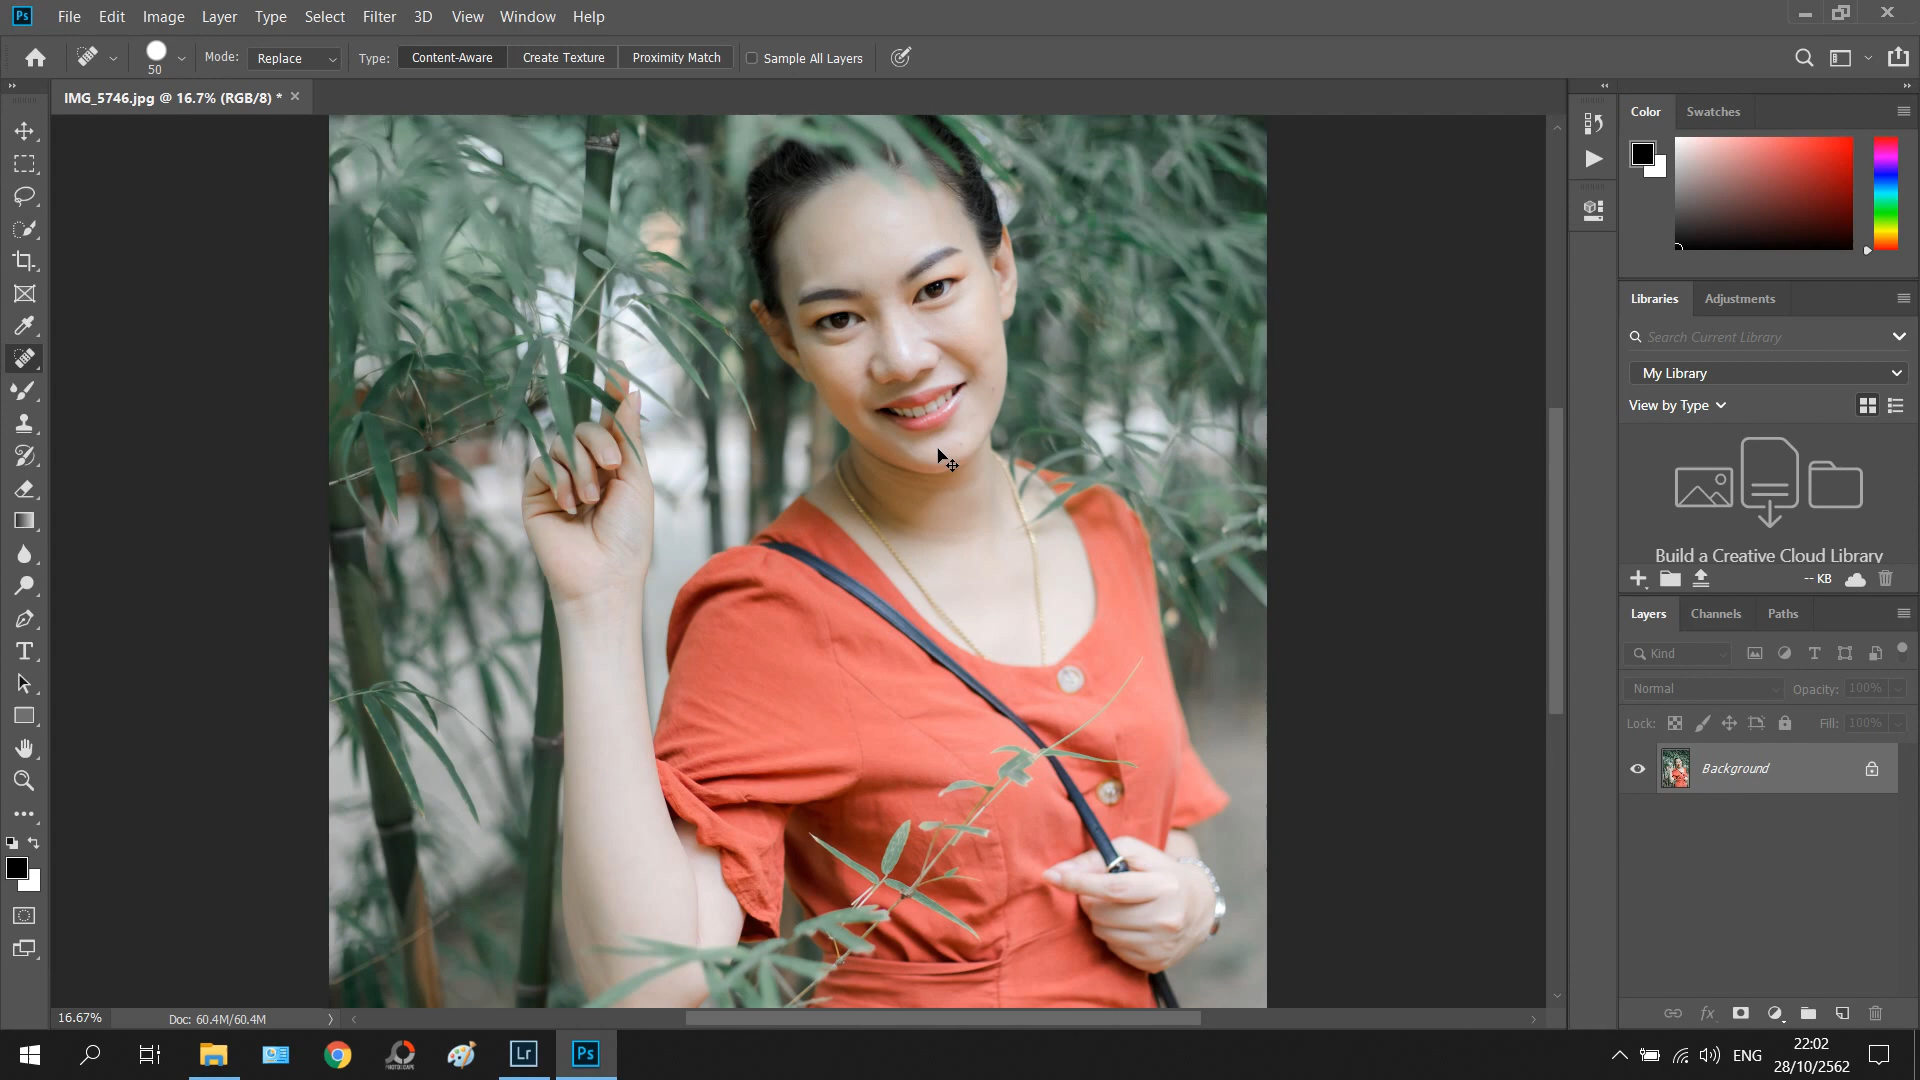 Ps File Edit Image Layer Type Select Filter 3D View Window Help
50 Mode: Replace Type: Content-Aware Create Texture Proximity Match Sample All Layers
IMG_5746.jpg @ 16.7% (RGB/8) *
Color Swatches
Libraries Adjustments
Search Current Library
My Library
View by Type
Build a Creative Cloud Library
-- KB
Layers Channels Paths
Kind
Normal Opacity: 100%
Lock: Fill: 100%
Background
fx
16.67% Doc: 60.4M/60.4M
PHOTOSCAPE Lr Ps ENG 22:02
28/10/2562